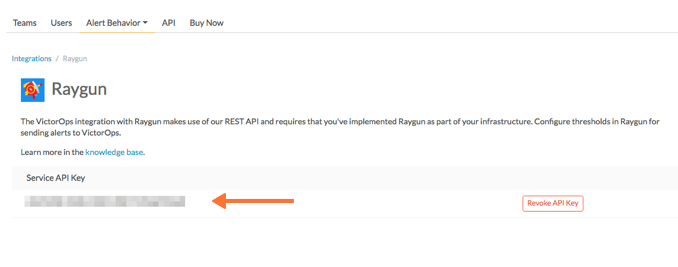 Teams Users Alert Behavior API Buy Now
Integrations / Raygun
Raygun
The VictorOps integration with Raygun makes use of our REST API and requires that you've implemented Raygun as part of your infrastructure. Configure thresholds in Raygun for
sending alerts to VictorOps.
Learn more in the knowledge base.
Service API Key
Revoke API Key